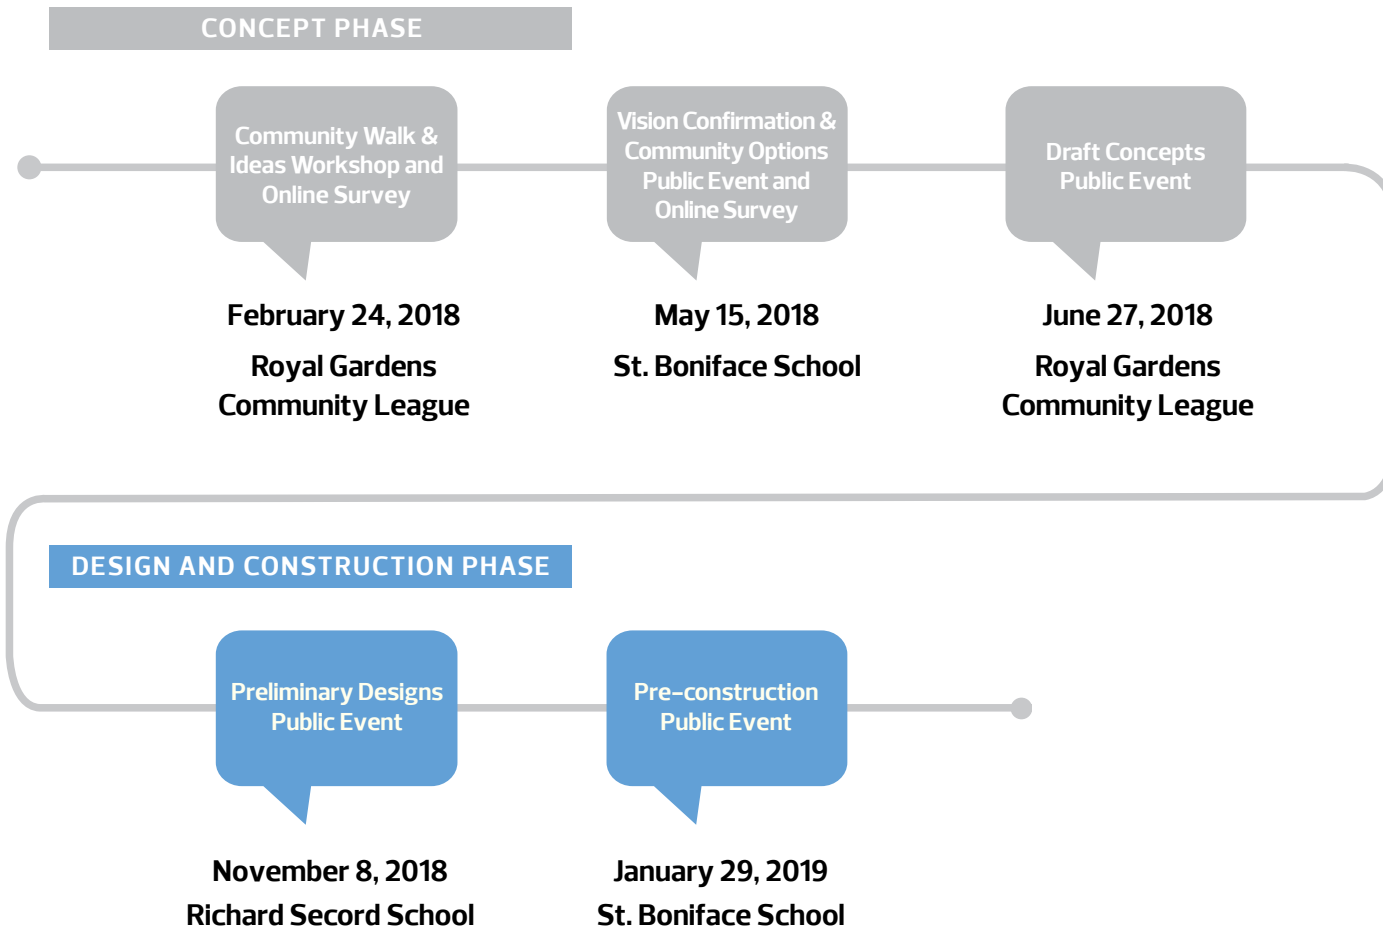 CONCEPT PHASE
Community Walk &
Ideas Workshop and
Online Survey
Vision Confirmation &
Community Options
Public Event and
Online Survey
Draft Concepts
Public Event
February 24, 2018
Royal Gardens
Community League
May 15, 2018
St. Boniface School
June 27, 2018
Royal Gardens
Community League
DESIGN AND CONSTRUCTION PHASE
Preliminary Designs
Public Event
Pre-construction
Public Event
November 8, 2018
Richard Secord School
January 29, 2019
St. Boniface School